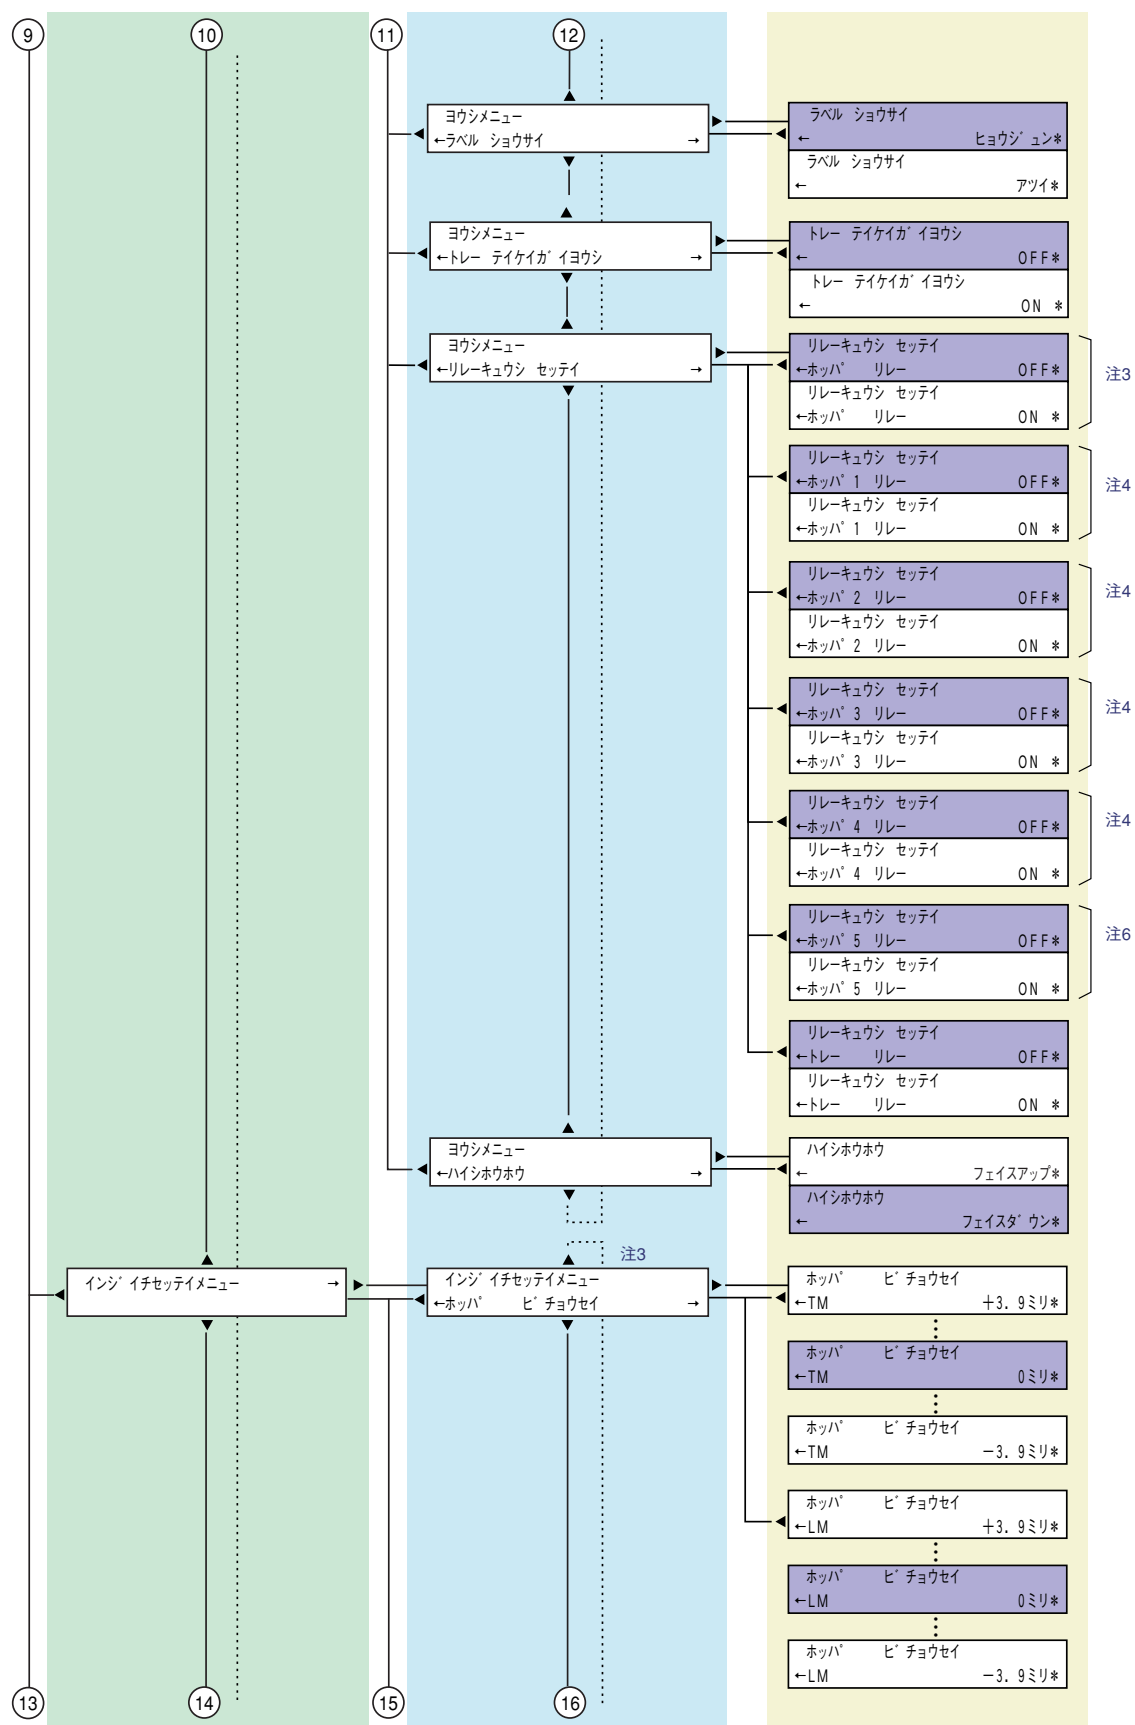 ⑨ ⑩ ⑪ ⑫
ヨウシメニュー
←ラベル ショウサイ →
ラベル ショウサイ
← ヒョウジュン*
ラベル ショウサイ
← アツイ*
ヨウシメニュー
←トレー テイケイガイヨウシ →
トレー テイケイガイヨウシ
← OFF*
トレー テイケイガイヨウシ
← ON *
ヨウシメニュー
←リレーキュウシ セッテイ →
リレーキュウシ セッテイ
←ホッパ リレー OFF*
リレーキュウシ セッテイ
←ホッパ リレー ON *
注3
リレーキュウシ セッテイ
←ホッパ1 リレー OFF*
リレーキュウシ セッテイ
←ホッパ1 リレー ON *
注4
リレーキュウシ セッテイ
←ホッパ2 リレー OFF*
リレーキュウシ セッテイ
←ホッパ2 リレー ON *
注4
リレーキュウシ セッテイ
←ホッパ3 リレー OFF*
リレーキュウシ セッテイ
←ホッパ3 リレー ON *
注4
リレーキュウシ セッテイ
←ホッパ4 リレー OFF*
リレーキュウシ セッテイ
←ホッパ4 リレー ON *
注4
リレーキュウシ セッテイ
←ホッパ5 リレー OFF*
リレーキュウシ セッテイ
←ホッパ5 リレー ON *
注6
リレーキュウシ セッテイ
←トレー リレー OFF*
リレーキュウシ セッテイ
←トレー リレー ON *
ヨウシメニュー
←ハイシホウホウ →
ハイシホウホウ
← フェイスアップ*
ハイシホウホウ
← フェイスダウン*
注3
インジイチセッテイメニュー →
インジイチセッテイメニュー
←ホッパ ビチョウセイ →
ホッパ ビチョウセイ
←TM +3.9ミリ*
ホッパ ビチョウセイ
←TM 0ミリ*
ホッパ ビチョウセイ
←TM −3.9ミリ*
ホッパ ビチョウセイ
←LM +3.9ミリ*
ホッパ ビチョウセイ
←LM 0ミリ*
ホッパ ビチョウセイ
←LM −3.9ミリ*
⑬ ⑭ ⑮ ⑯